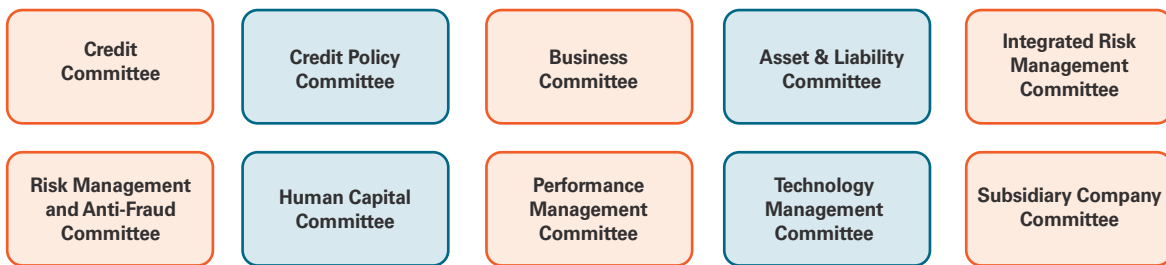 Credit
Committee
Credit Policy
Committee
Business
Committee
Asset & Liability
Committee
Integrated Risk
Management
Committee
Risk Management
and Anti-Fraud
Committee
Human Capital
Committee
Performance
Management
Committee
Technology
Management
Committee
Subsidiary Company
Committee